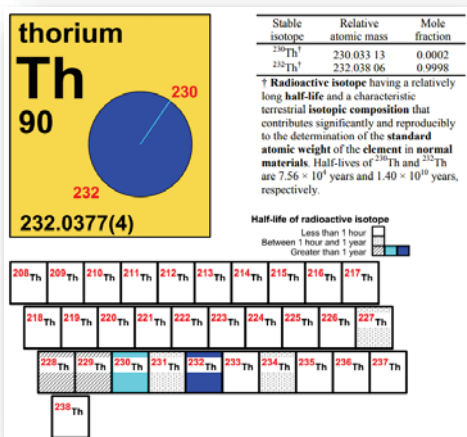 thorium
Th
90
230
232
232.0377(4)
Stable isotope Relative atomic mass Mole fraction
²³⁰Th† 230.033 13 0.0002
²³²Th† 232.038 06 0.9998
† Radioactive isotope having a relatively
long half-life and a characteristic
terrestrial isotopic composition that
contributes significantly and reproducibly
to the determination of the standard
atomic weight of the element in normal
materials. Half-lives of ²³⁰Th and ²³²Th
are 7.56 × 10⁴ years and 1.40 × 10¹⁰ years,
respectively.
Half-life of radioactive isotope
Less than 1 hour
Between 1 hour and 1 year
Greater than 1 year
²⁰⁸Th ²⁰⁹Th ²¹⁰Th ²¹¹Th ²¹²Th ²¹³Th ²¹⁴Th ²¹⁵Th ²¹⁶Th ²¹⁷Th
²¹⁸Th ²¹⁹Th ²²⁰Th ²²¹Th ²²²Th ²²³Th ²²⁴Th ²²⁵Th ²²⁶Th ²²⁷Th
²²⁸Th ²²⁹Th ²³⁰Th ²³¹Th ²³²Th ²³³Th ²³⁴Th ²³⁵Th ²³⁶Th ²³⁷Th
²³⁸Th